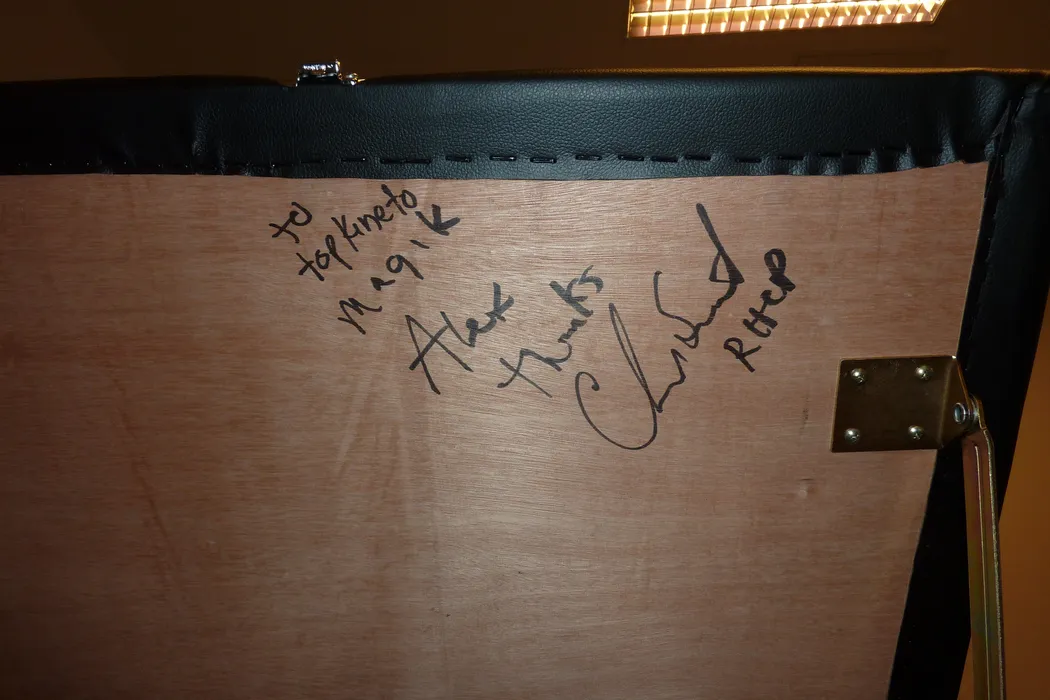 to
topkineto
Magik
Alex
thanks
RHCP